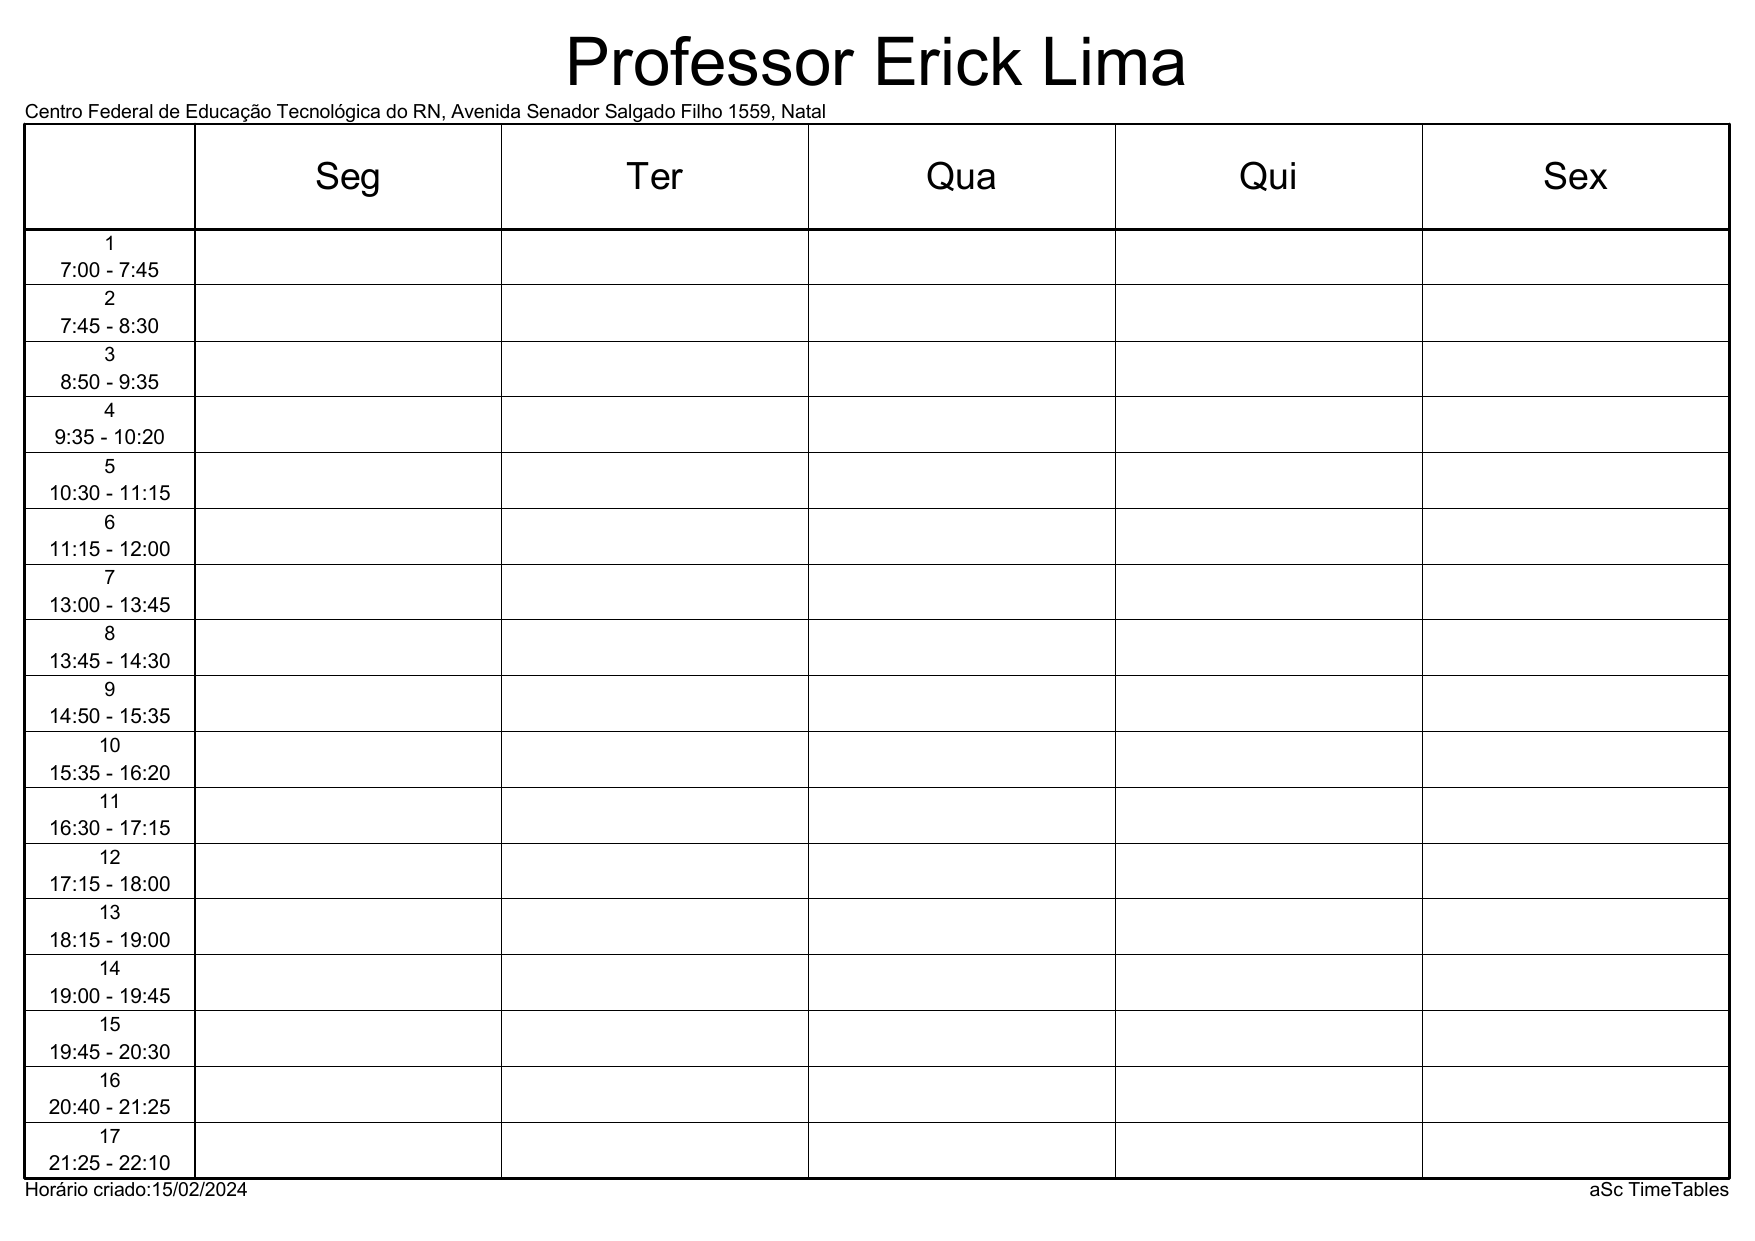 Professor Erick Lima
Centro Federal de Educação Tecnológica do RN, Avenida Senador Salgado Filho 1559, Natal
Seg Ter Qua Qui Sex
1
7:00 - 7:45
2
7:45 - 8:30
3
8:50 - 9:35
4
9:35 - 10:20
5
10:30 - 11:15
6
11:15 - 12:00
7
13:00 - 13:45
8
13:45 - 14:30
9
14:50 - 15:35
10
15:35 - 16:20
11
16:30 - 17:15
12
17:15 - 18:00
13
18:15 - 19:00
14
19:00 - 19:45
15
19:45 - 20:30
16
20:40 - 21:25
17
21:25 - 22:10
Horário criado:15/02/2024 aSc TimeTables